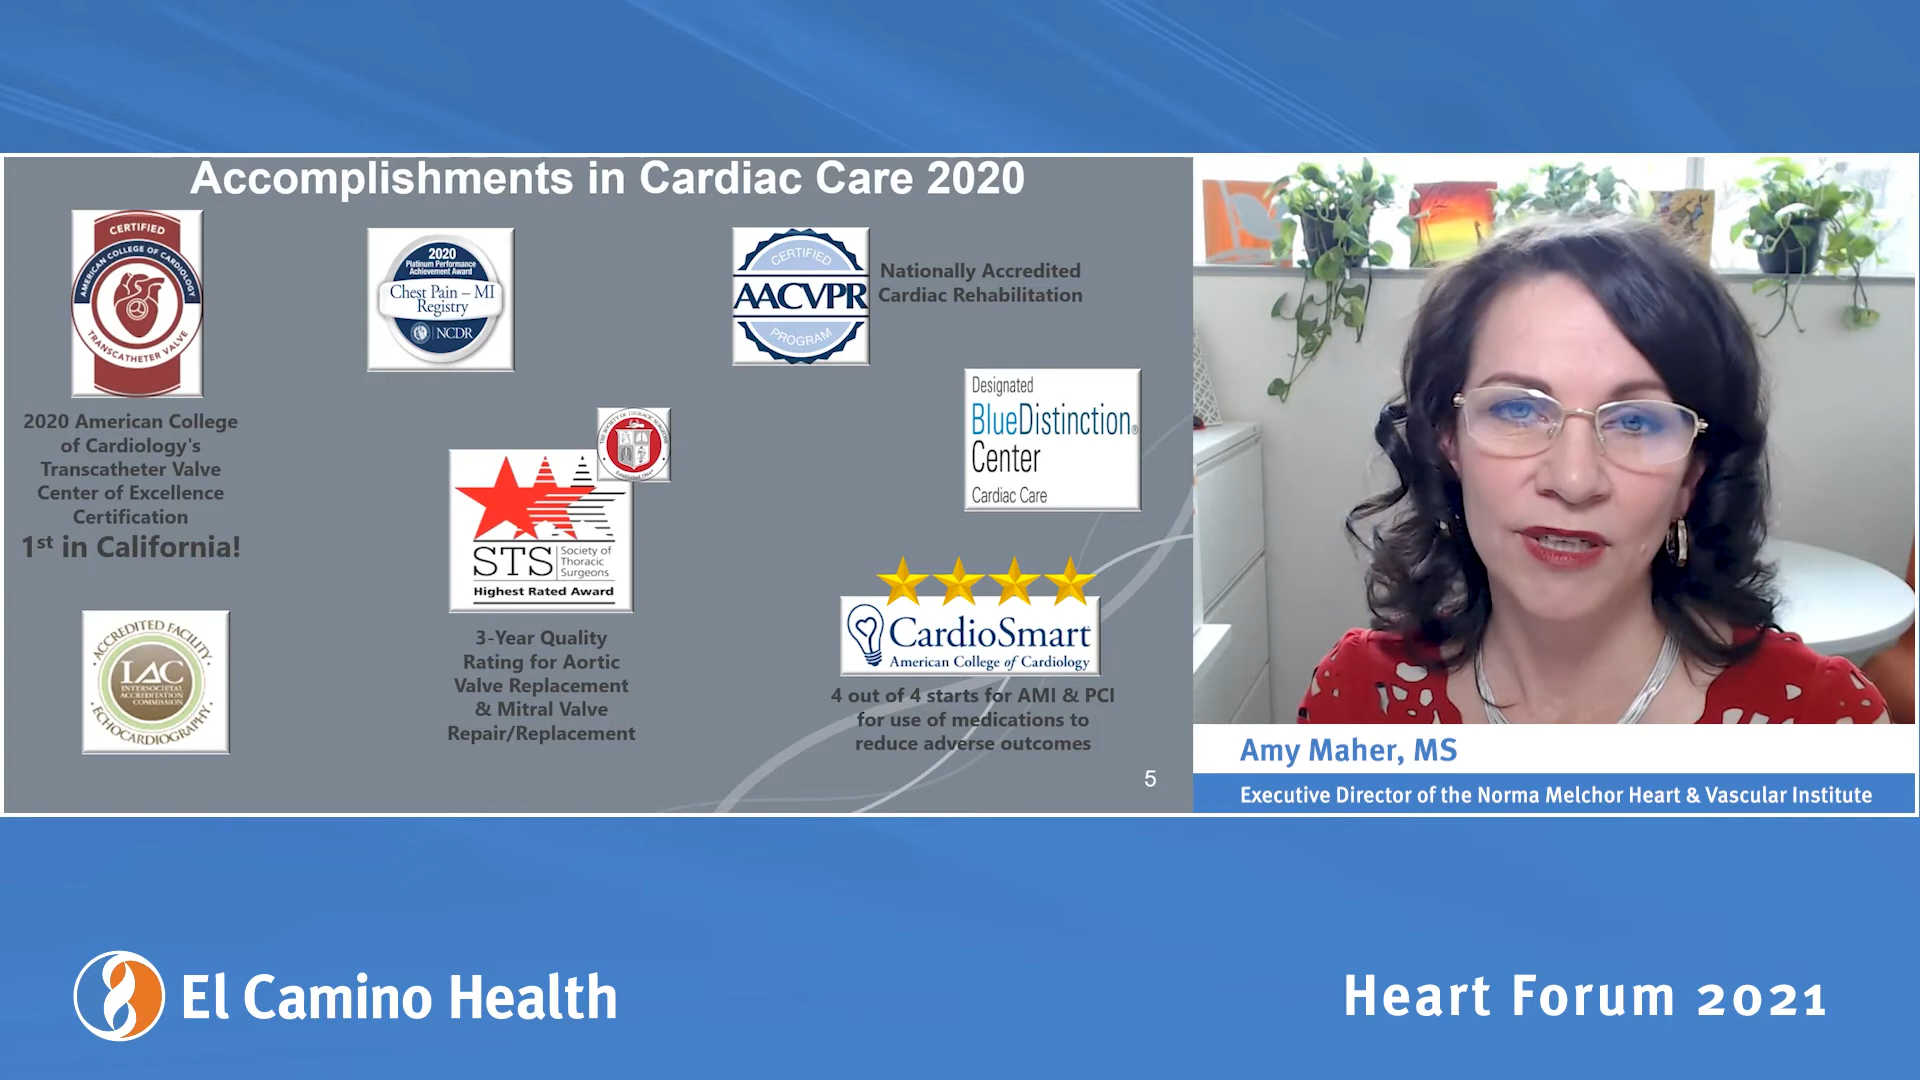 Accomplishments in Cardiac Care 2020
CERTIFIED
AMERICAN COLLEGE OF CARDIOLOGY
TRANSCATHETER VALVE
2020 American College
of Cardiology's
Transcatheter Valve
Center of Excellence
Certification
1st in California!
ACCREDITED FACILITY
IAC
INTERSOCIETAL
ACCREDITATION
COMMISSION
ECHOCARDIOGRAPHY
2020
Platinum Performance
Achievement Award
Chest Pain – MI
Registry
NCDR
STS
Society of
Thoracic
Surgeons
Highest Rated Award
3-Year Quality
Rating for Aortic
Valve Replacement
& Mitral Valve
Repair/Replacement
CERTIFIED
AACVPR
PROGRAM
Nationally Accredited
Cardiac Rehabilitation
Designated
BlueDistinction®
Center
Cardiac Care
CardioSmart
American College of Cardiology
4 out of 4 starts for AMI & PCI
for use of medications to
reduce adverse outcomes
5
Amy Maher, MS
Executive Director of the Norma Melchor Heart & Vascular Institute
El Camino Health
Heart Forum 2021